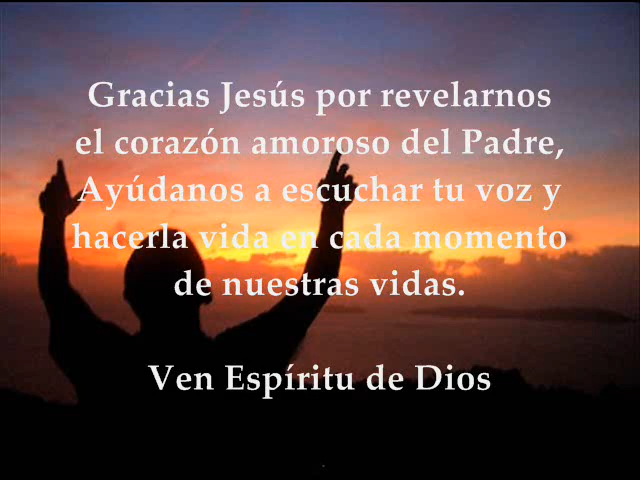 Gracias Jesús por revelarnos
el corazón amoroso del Padre,
Ayúdanos a escuchar tu voz y
hacerla vida en cada momento
de nuestras vidas.
Ven Espíritu de Dios